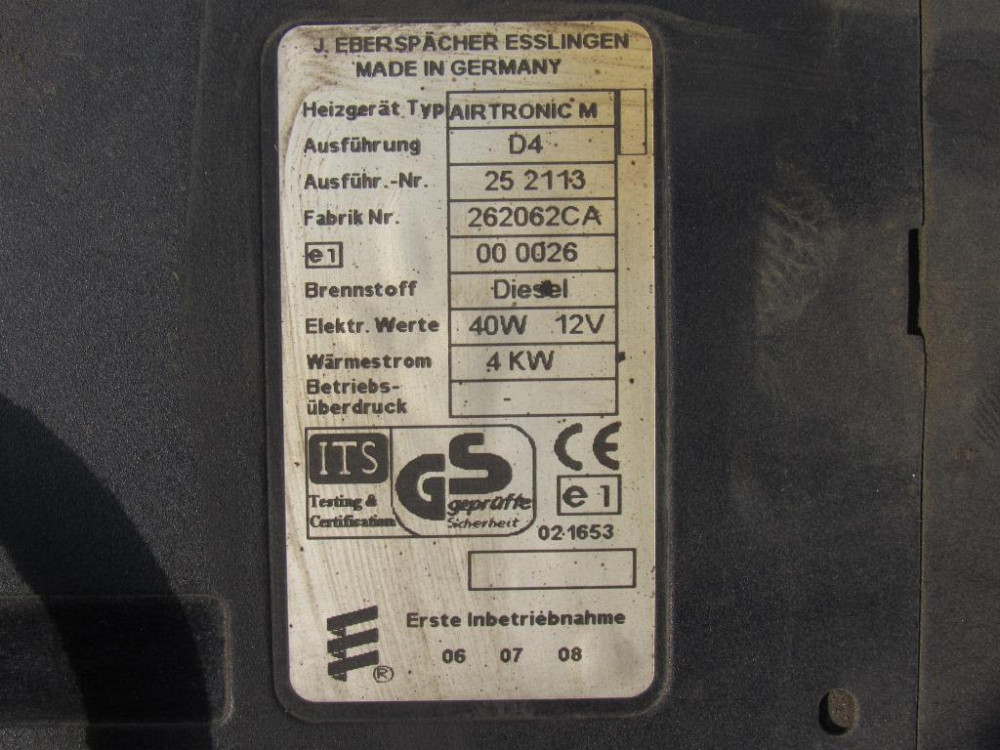 J. EBERSPÄCHER ESSLINGEN
MADE IN GERMANY
Heizgerät Typ AIRTRONIC M
Ausführung D4
Ausführ.-Nr. 25 2113
Fabrik Nr. 262062CA
e1 00 0026
Brennstoff Diesel
Elektr. Werte 40W 12V
Wärmestrom 4 KW
Betriebs-
überdruck -
ITS
Testing &
Certification
GS
geprüfte
Sicherheit
CE
e1
02-1653
Erste Inbetriebnahme
06 07 08
®